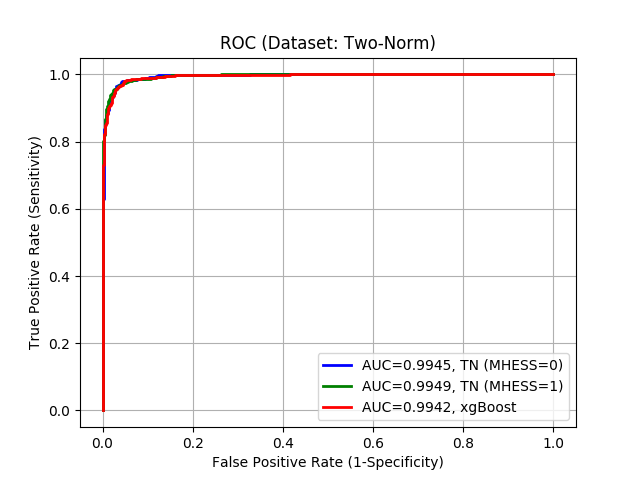 ROC (Dataset: Two-Norm)
1.0
0.8
0.6
0.4
0.2
0.0
True Positive Rate (Sensitivity)
AUC=0.9945, TN (MHESS=0)
AUC=0.9949, TN (MHESS=1)
AUC=0.9942, xgBoost
0.0 0.2 0.4 0.6 0.8 1.0
False Positive Rate (1-Specificity)